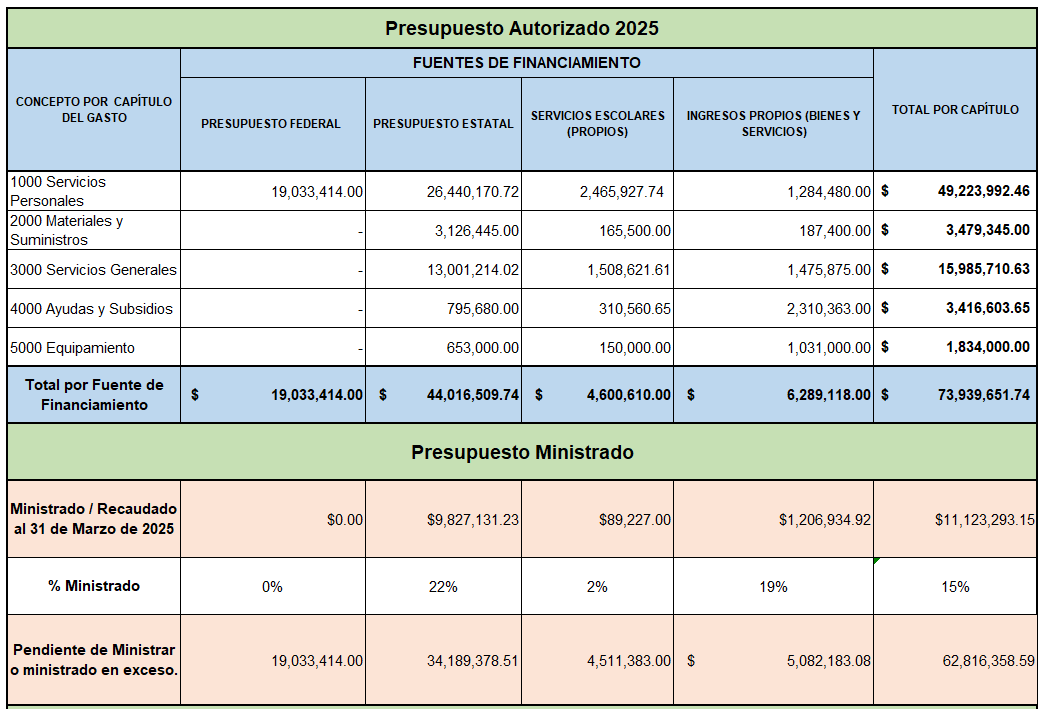 Presupuesto Autorizado 2025
CONCEPTO POR CAPÍTULO
DEL GASTO
FUENTES DE FINANCIAMIENTO
TOTAL POR CAPÍTULO
PRESUPUESTO FEDERAL
PRESUPUESTO ESTATAL
SERVICIOS ESCOLARES
(PROPIOS)
INGRESOS PROPIOS (BIENES Y
SERVICIOS)
1000 Servicios
Personales
19,033,414.00 26,440,170.72 2,465,927.74 1,284,480.00 $ 49,223,992.46
2000 Materiales y
Suministros
- 3,126,445.00 165,500.00 187,400.00 $ 3,479,345.00
3000 Servicios Generales - 13,001,214.02 1,508,621.61 1,475,875.00 $ 15,985,710.63
4000 Ayudas y Subsidios - 795,680.00 310,560.65 2,310,363.00 $ 3,416,603.65
5000 Equipamiento - 653,000.00 150,000.00 1,031,000.00 $ 1,834,000.00
Total por Fuente de
Financiamiento
$ 19,033,414.00 $ 44,016,509.74 $ 4,600,610.00 $ 6,289,118.00 $ 73,939,651.74
Presupuesto Ministrado
Ministrado / Recaudado
al 31 de Marzo de 2025
$0.00 $9,827,131.23 $89,227.00 $1,206,934.92 $11,123,293.15
% Ministrado 0% 22% 2% 19% 15%
Pendiente de Ministrar
o ministrado en exceso.
19,033,414.00 34,189,378.51 4,511,383.00 $ 5,082,183.08 62,816,358.59